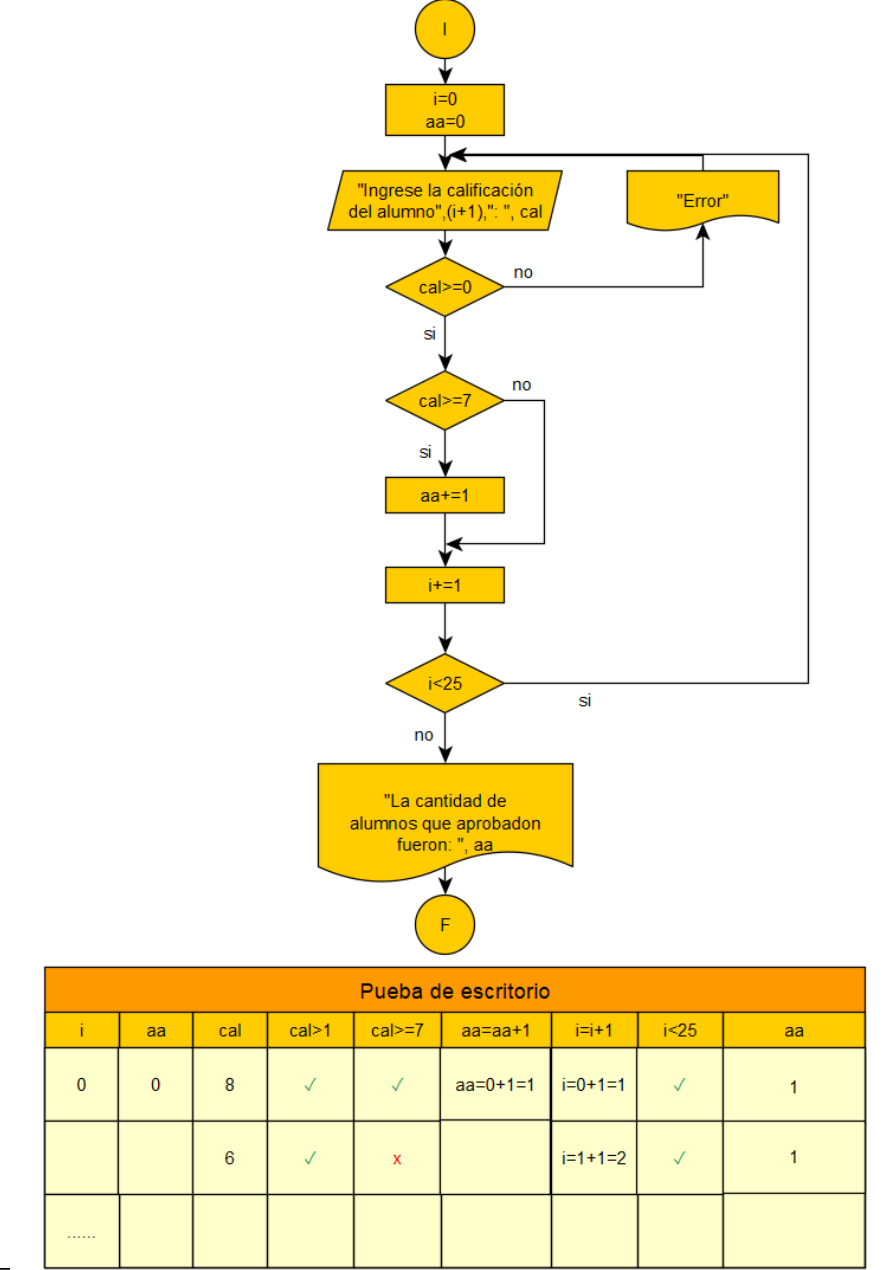 I
i=0
aa=0
"Ingrese la calificación
del alumno",(i+1),": ", cal
"Error"
cal>=0
no
si
cal>=7
no
si
aa+=1
i+=1
i<25
si
no
"La cantidad de
alumnos que aprobadon
fueron: ", aa
F
Pueba de escritorio
i aa cal cal>1 cal>=7 aa=aa+1 i=i+1 i<25 aa
0 0 8 ✓ ✓ aa=0+1=1 i=0+1=1 ✓ 1
6 ✓ x i=1+1=2 ✓ 1
......